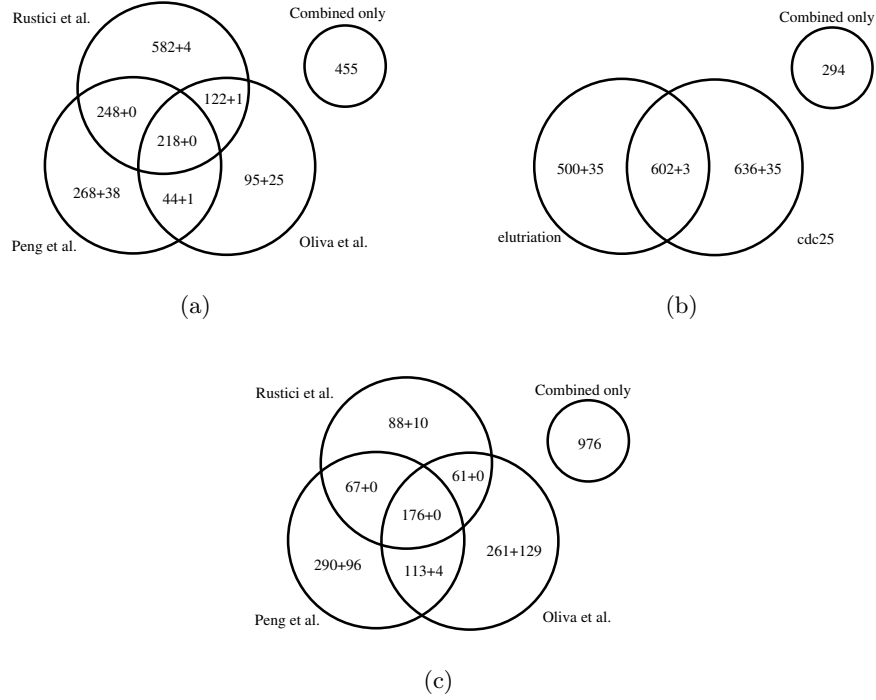 Rustici et al.
Combined only
582+4
455
248+0
122+1
218+0
268+38
44+1
95+25
Peng et al.
Oliva et al.
(a)
Combined only
294
500+35
602+3
636+35
elutriation
cdc25
(b)
Rustici et al.
Combined only
88+10
976
67+0
61+0
176+0
290+96
113+4
261+129
Peng et al.
Oliva et al.
(c)